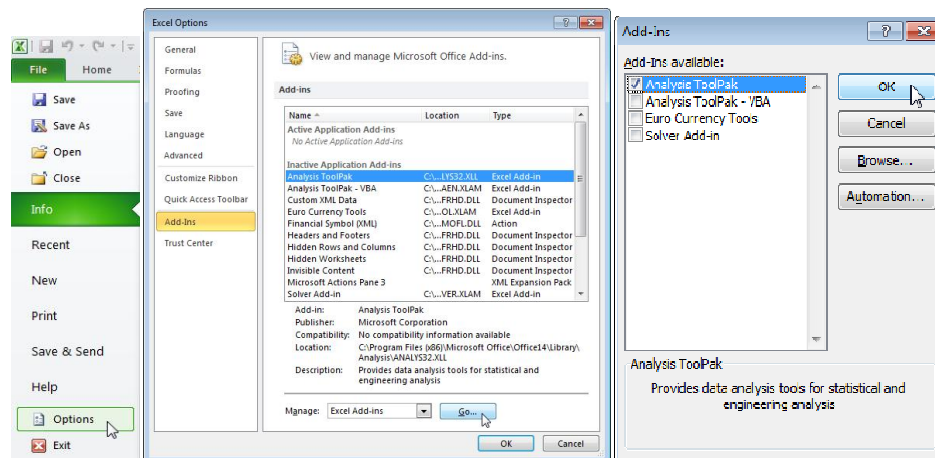 File Home
Save
Save As
Open
Close
Info
Recent
New
Print
Save & Send
Help
Options
Exit
Excel Options
General
Formulas
Proofing
Save
Language
Advanced
Customize Ribbon
Quick Access Toolbar
Add-Ins
Trust Center
View and manage Microsoft Office Add-ins.
Add-ins
Name Location Type
Active Application Add-ins
No Active Application Add-ins
Inactive Application Add-ins
Analysis ToolPak C:\...LYS32.XLL Excel Add-in
Analysis ToolPak - VBA C:\...AEN.XLAM Excel Add-in
Custom XML Data C:\...FRHD.DLL Document Inspector
Euro Currency Tools C:\...OL.XLAM Excel Add-in
Financial Symbol (XML) C:\...MOFL.DLL Action
Headers and Footers C:\...FRHD.DLL Document Inspector
Hidden Rows and Columns C:\...FRHD.DLL Document Inspector
Hidden Worksheets C:\...FRHD.DLL Document Inspector
Invisible Content C:\...FRHD.DLL Document Inspector
Microsoft Actions Pane 3 XML Expansion Pack
Solver Add-in C:\...VER.XLAM Excel Add-in
Add-in: Analysis ToolPak
Publisher: Microsoft Corporation
Compatibility: No compatibility information available
Location: C:\Program Files (x86)\Microsoft Office\Office14\Library\
Analysis\ANALYS32.XLL
Description: Provides data analysis tools for statistical and
engineering analysis
Manage: Excel Add-ins Go...
OK Cancel
Add-Ins
Add-Ins available:
Analysis ToolPak
Analysis ToolPak - VBA
Euro Currency Tools
Solver Add-in
OK
Cancel
Browse...
Automation...
Analysis ToolPak
Provides data analysis tools for statistical and
engineering analysis